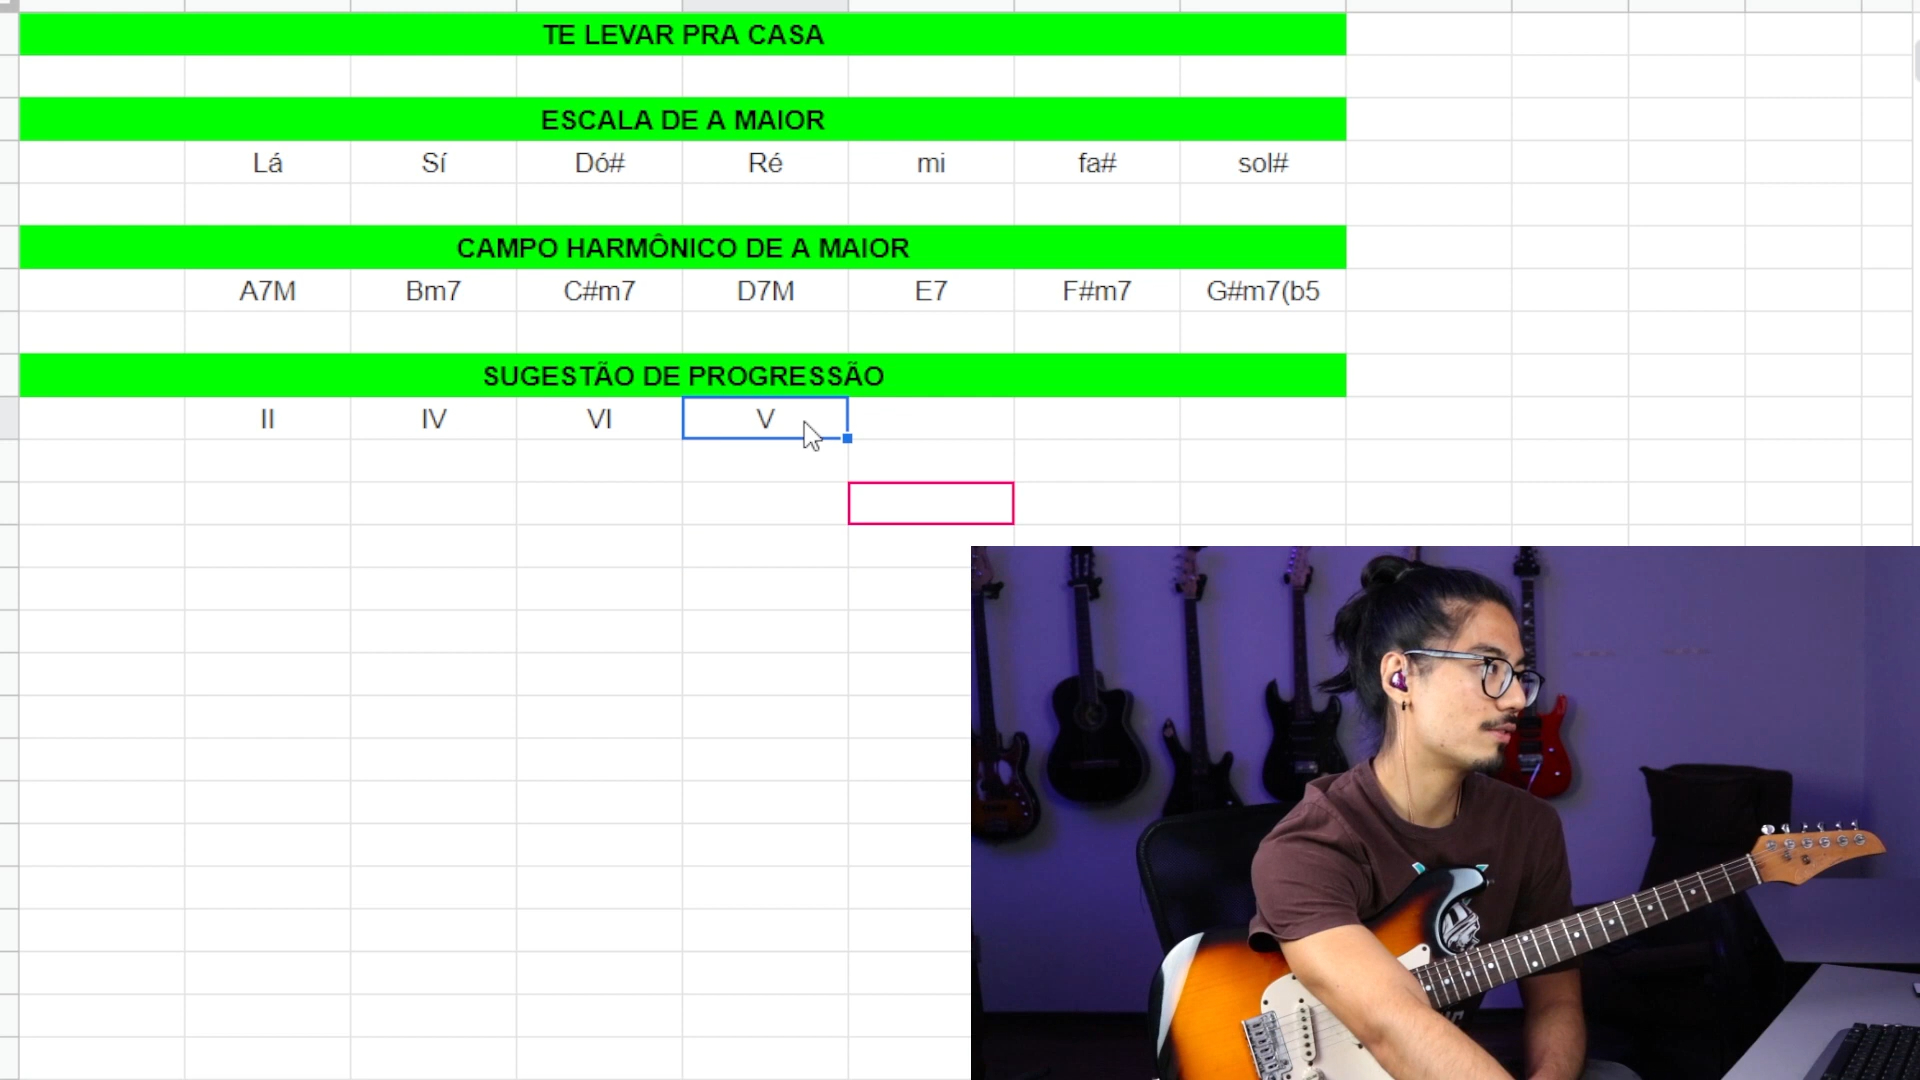 TE LEVAR PRA CASA
ESCALA DE A MAIOR
Lá Sí Dó# Ré mi fa# sol#
CAMPO HARMÔNICO DE A MAIOR
A7M Bm7 C#m7 D7M E7 F#m7 G#m7(b5
SUGESTÃO DE PROGRESSÃO
II IV VI V